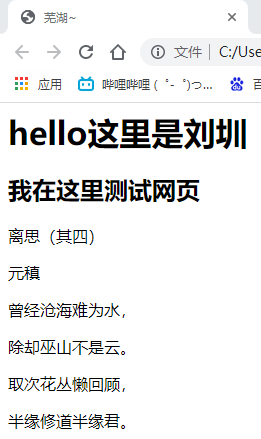 芜湖~
文件 | C:/Use
应用 哔哩哔哩 (゜-゜)つ... 百
hello这里是刘圳
我在这里测试网页
离思（其四）
元稹
曾经沧海难为水，
除却巫山不是云。
取次花丛懒回顾，
半缘修道半缘君。